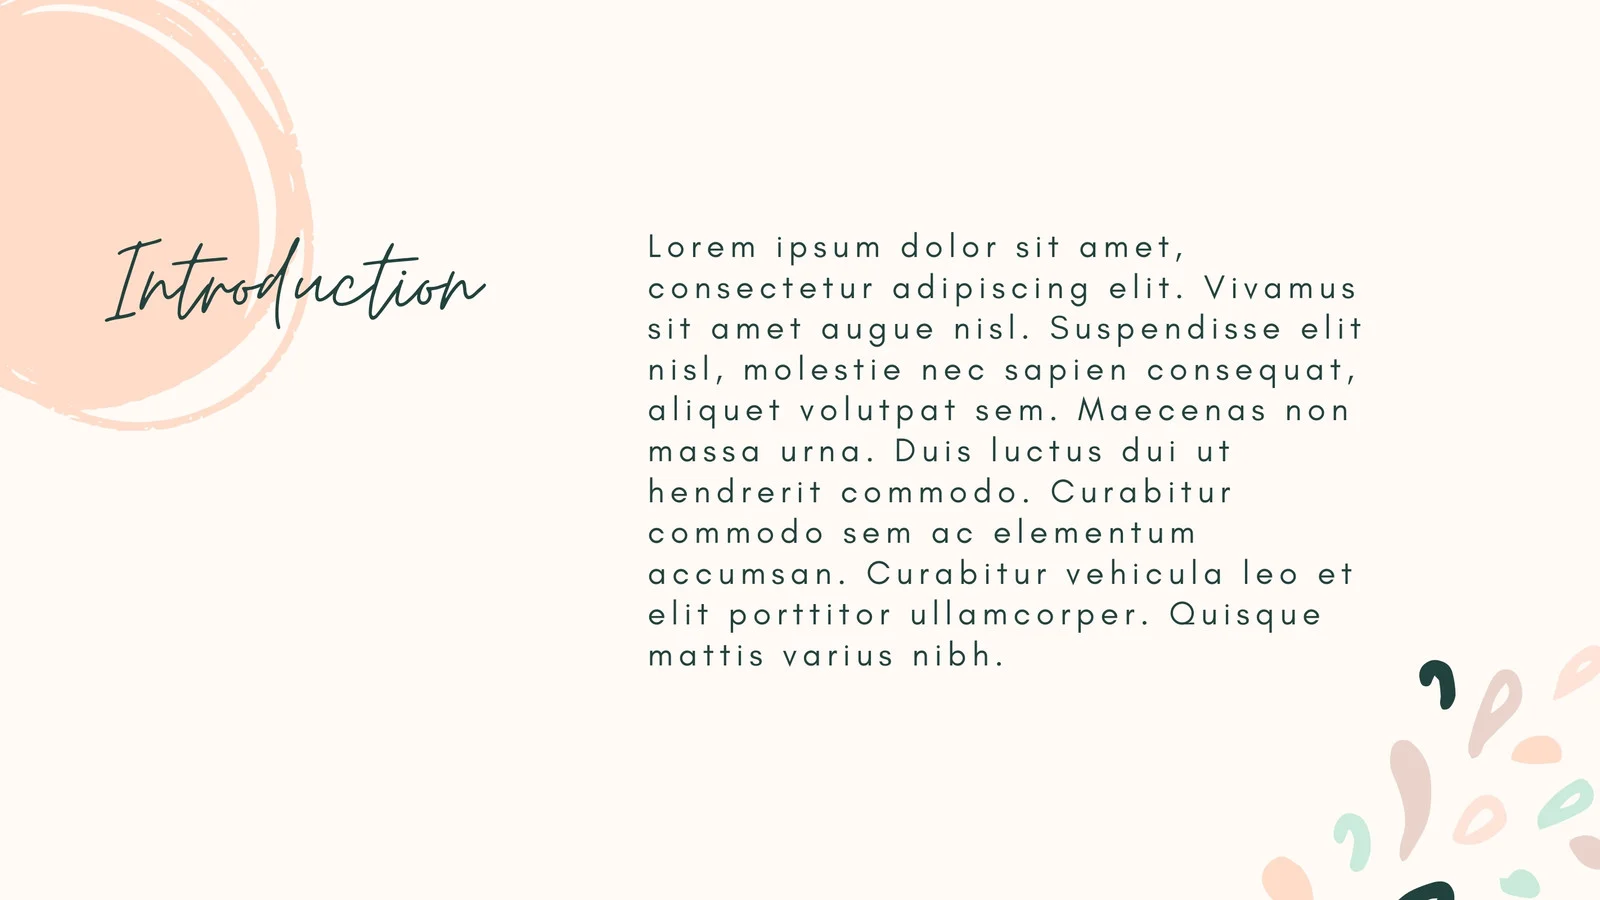 Introduction
Lorem ipsum dolor sit amet,
consectetur adipiscing elit. Vivamus
sit amet augue nisl. Suspendisse elit
nisl, molestie nec sapien consequat,
aliquet volutpat sem. Maecenas non
massa urna. Duis luctus dui ut
hendrerit commodo. Curabitur
commodo sem ac elementum
accumsan. Curabitur vehicula leo et
elit porttitor ullamcorper. Quisque
mattis varius nibh.